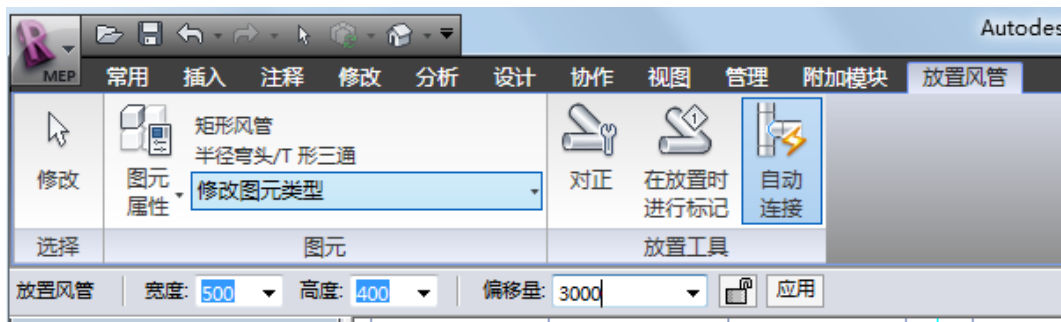 Autodes
MEP 常用 插入 注释 修改 分析 设计 协作 视图 管理 附加模块 放置风管
修改
图元
属性
矩形风管
半径弯头/T 形三通
修改图元类型
对正
在放置时
进行标记
自动
连接
选择 图元 放置工具
放置风管 宽度: 500 高度: 400 偏移量: 3000 应用